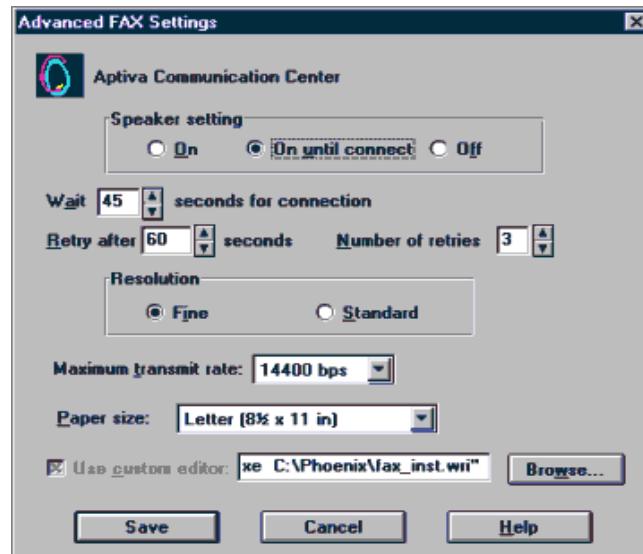 Advanced FAX Settings
Aptiva Communication Center
Speaker setting
On On until connect Off
Wait 45 seconds for connection
Retry after 60 seconds Number of retries 3
Resolution
Fine Standard
Maximum transmit rate: 14400 bps
Paper size: Letter (8½ x 11 in)
Use custom editor: xe C:\Phoenix\fax_inst.wri" Browse...
Save Cancel Help